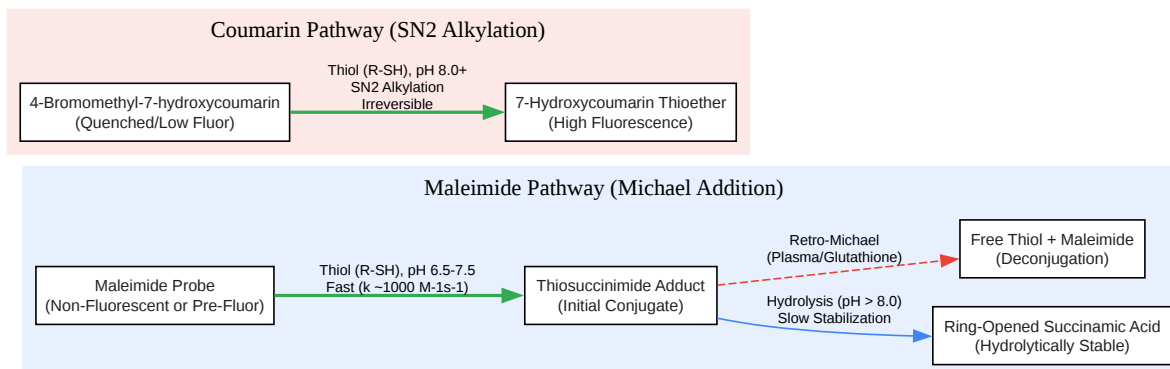 Coumarin Pathway (SN2 Alkylation)
4-Bromomethyl-7-hydroxycoumarin
(Quenched/Low Fluor)
Thiol (R-SH), pH 8.0+
SN2 Alkylation
Irreversible
7-Hydroxycoumarin Thioether
(High Fluorescence)
Maleimide Pathway (Michael Addition)
Maleimide Probe
(Non-Fluorescent or Pre-Fluor)
Thiol (R-SH), pH 6.5-7.5
Fast (k ~1000 M-1s-1)
Thiosuccinimide Adduct
(Initial Conjugate)
Retro-Michael
(Plasma/Glutathione)
Free Thiol + Maleimide
(Deconjugation)
Hydrolysis (pH > 8.0)
Slow Stabilization
Ring-Opened Succinamic Acid
(Hydrolytically Stable)